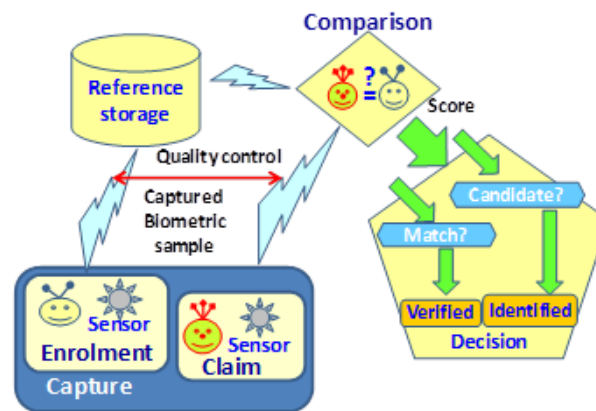 Comparison
Reference
storage
?
=
Score
Quality control
Captured
Biometric
sample
Candidate?
Match?
Verified
Identified
Decision
Sensor
Enrolment
Sensor
Claim
Capture